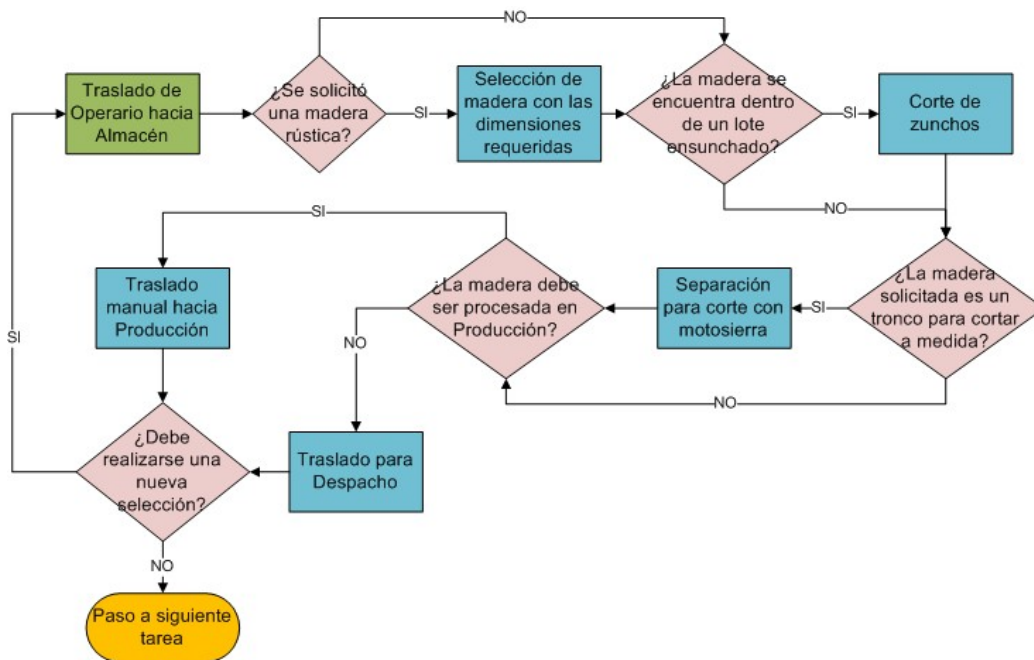 NO
Traslado de
Operario hacia
Almacén
¿Se solicitó
una madera
rústica?
SI
Selección de
madera con las
dimensiones
requeridas
¿La madera se
encuentra dentro
de un lote
ensunchado?
SI
Corte de
zunchos
NO
SI
¿La madera
solicitada es un
tronco para cortar
a medida?
SI
Separación
para corte con
motosierra
¿La madera debe
ser procesada en
Producción?
Traslado
manual hacia
Producción
SI
NO
NO
¿Debe
realizarse una
nueva
selección?
Traslado para
Despacho
NO
Paso a siguiente
tarea